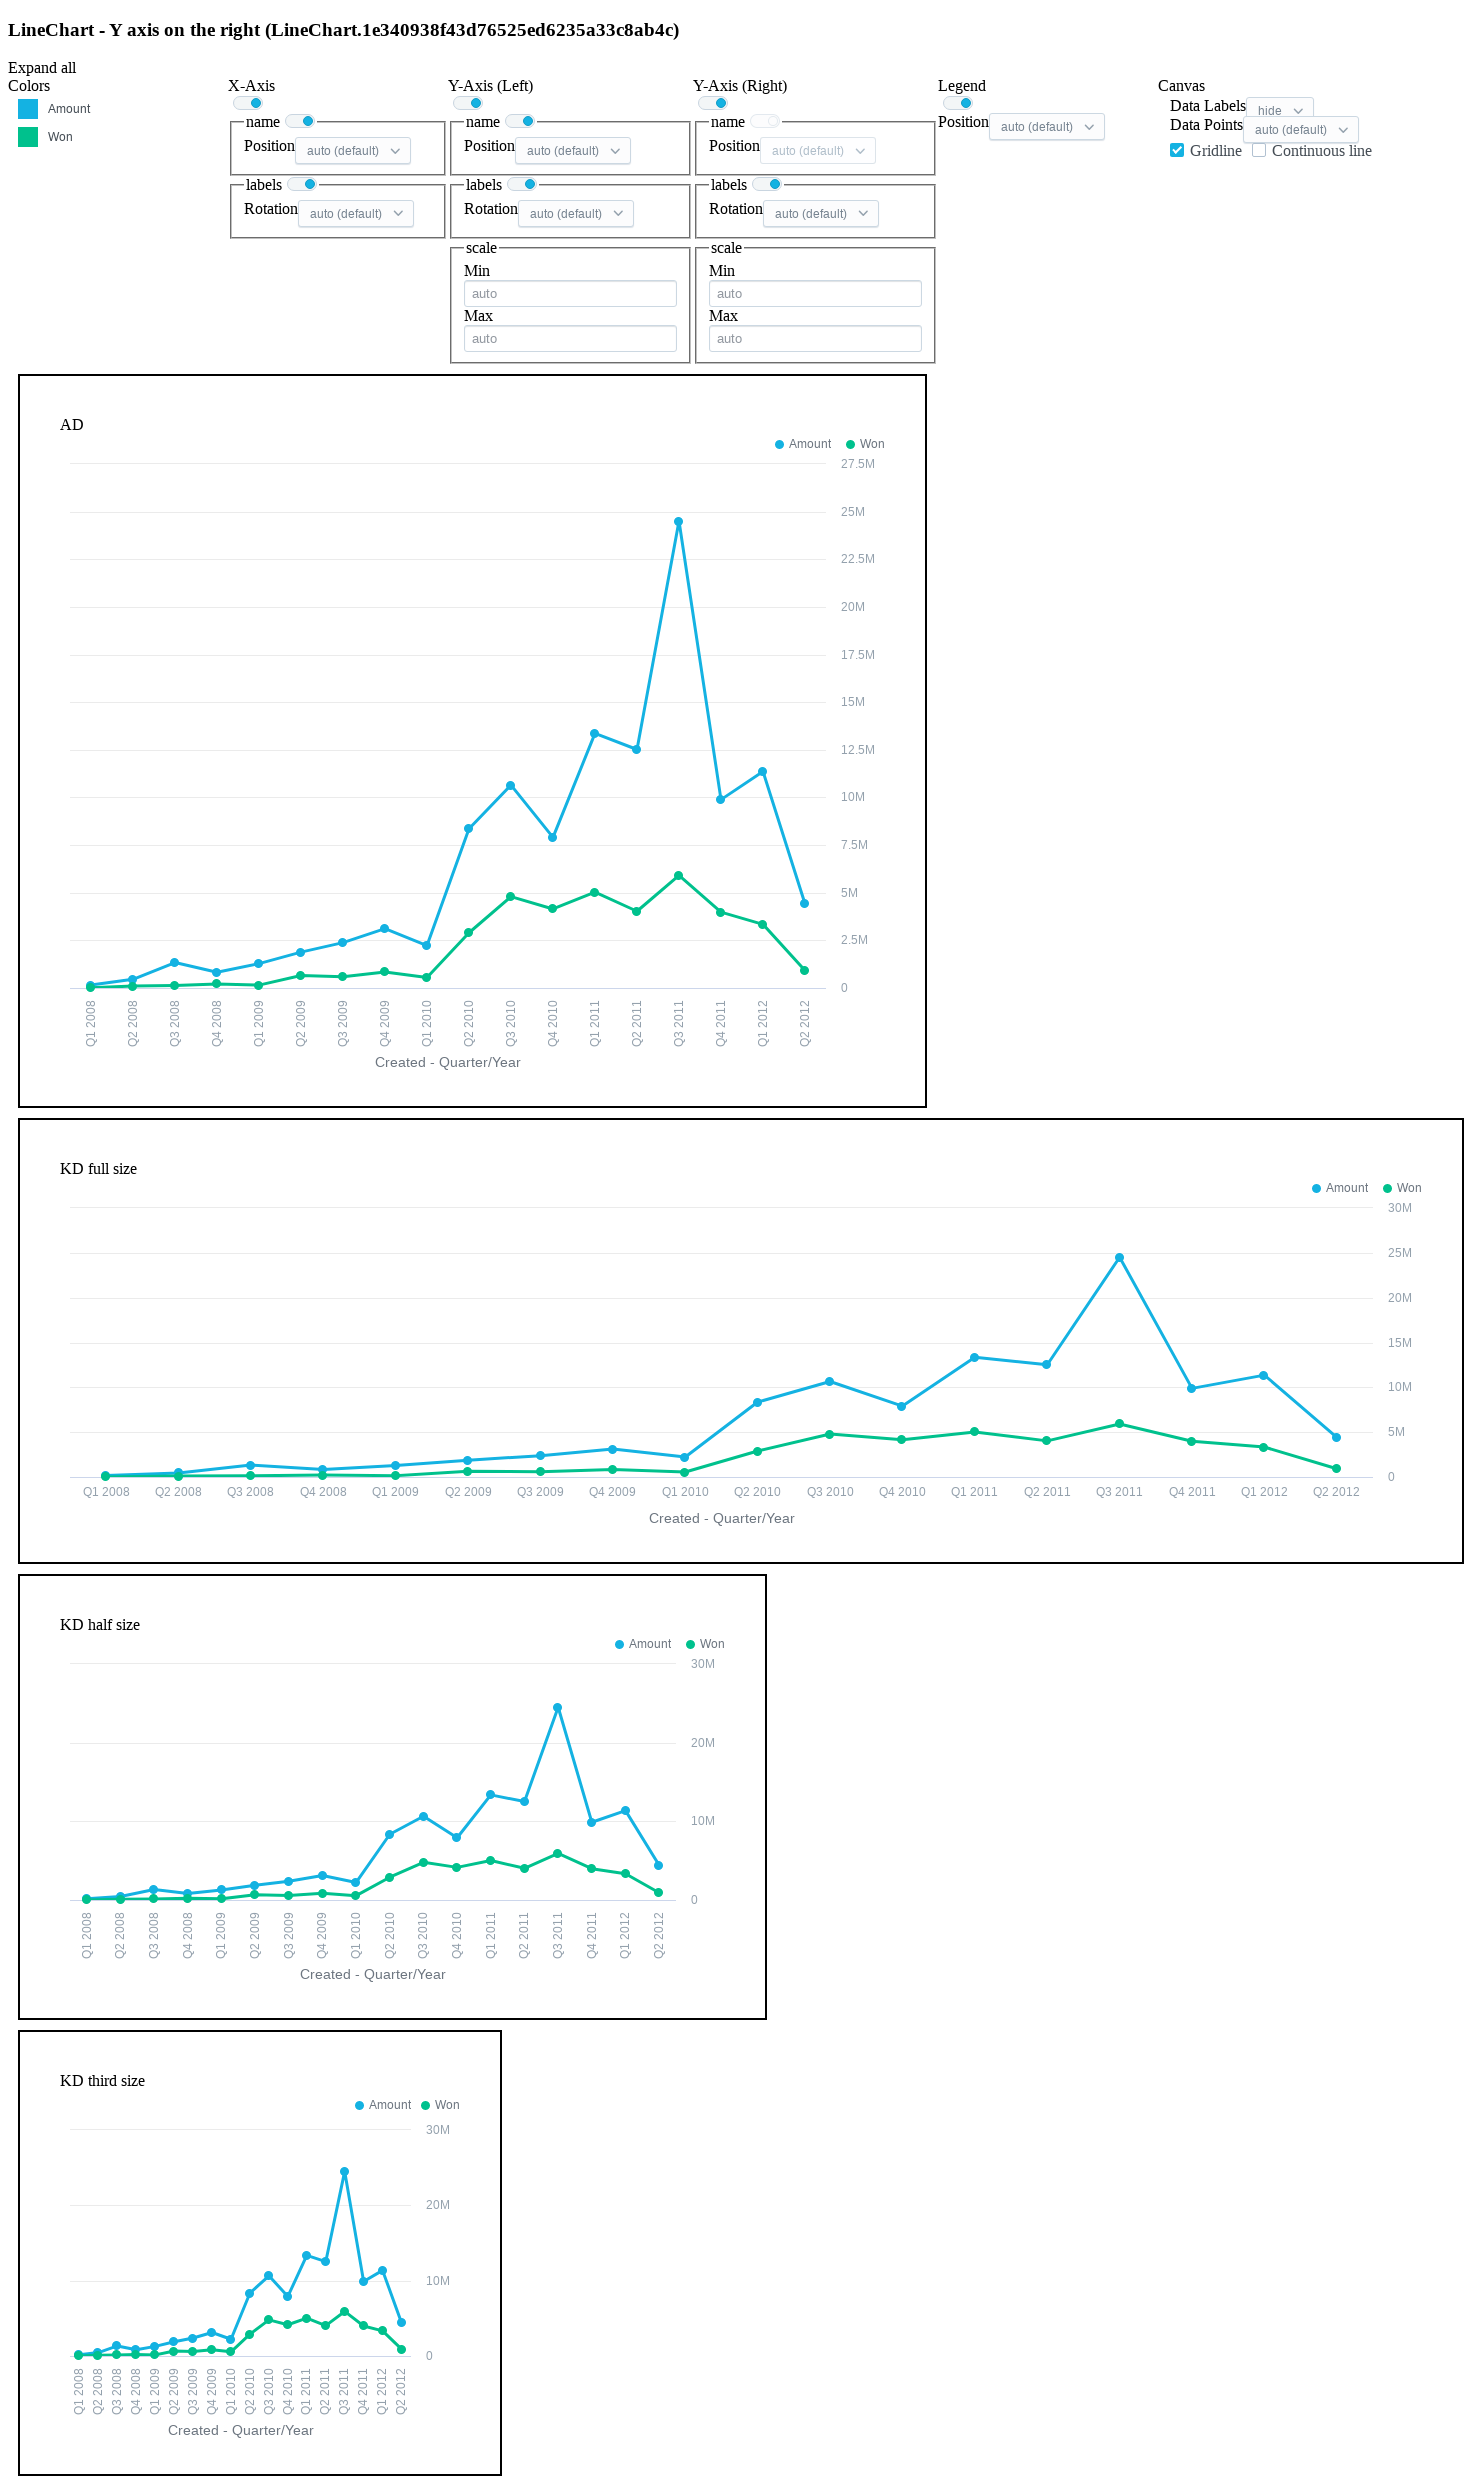 LineChart - Y axis on the right (LineChart.1e340938f43d76525ed6235a33c8ab4c)
Expand all
Colors
Amount
Won
X-Axis
name
Position auto (default)
labels
Rotation auto (default)
Y-Axis (Left)
name
Position auto (default)
labels
Rotation auto (default)
scale
Min
auto
Max
auto
Y-Axis (Right)
name
Position auto (default)
labels
Rotation auto (default)
scale
Min
auto
Max
auto
Legend
Position auto (default)
Canvas
Data Labels hide
Data Points auto (default)
Gridline Continuous line
AD
Amount Won
27.5M
25M
22.5M
20M
17.5M
15M
12.5M
10M
7.5M
5M
2.5M
0
Q1 2008 Q2 2008 Q3 2008 Q4 2008 Q1 2009 Q2 2009 Q3 2009 Q4 2009 Q1 2010 Q2 2010 Q3 2010 Q4 2010 Q1 2011 Q2 2011 Q3 2011 Q4 2011 Q1 2012 Q2 2012
Created - Quarter/Year
KD full size
Amount Won
30M
25M
20M
15M
10M
5M
0
Q1 2008 Q2 2008 Q3 2008 Q4 2008 Q1 2009 Q2 2009 Q3 2009 Q4 2009 Q1 2010 Q2 2010 Q3 2010 Q4 2010 Q1 2011 Q2 2011 Q3 2011 Q4 2011 Q1 2012 Q2 2012
Created - Quarter/Year
KD half size
Amount Won
30M
20M
10M
0
Q1 2008 Q2 2008 Q3 2008 Q4 2008 Q1 2009 Q2 2009 Q3 2009 Q4 2009 Q1 2010 Q2 2010 Q3 2010 Q4 2010 Q1 2011 Q2 2011 Q3 2011 Q4 2011 Q1 2012 Q2 2012
Created - Quarter/Year
KD third size
Amount Won
30M
20M
10M
0
Q1 2008 Q2 2008 Q3 2008 Q4 2008 Q1 2009 Q2 2009 Q3 2009 Q4 2009 Q1 2010 Q2 2010 Q3 2010 Q4 2010 Q1 2011 Q2 2011 Q3 2011 Q4 2011 Q1 2012 Q2 2012
Created - Quarter/Year